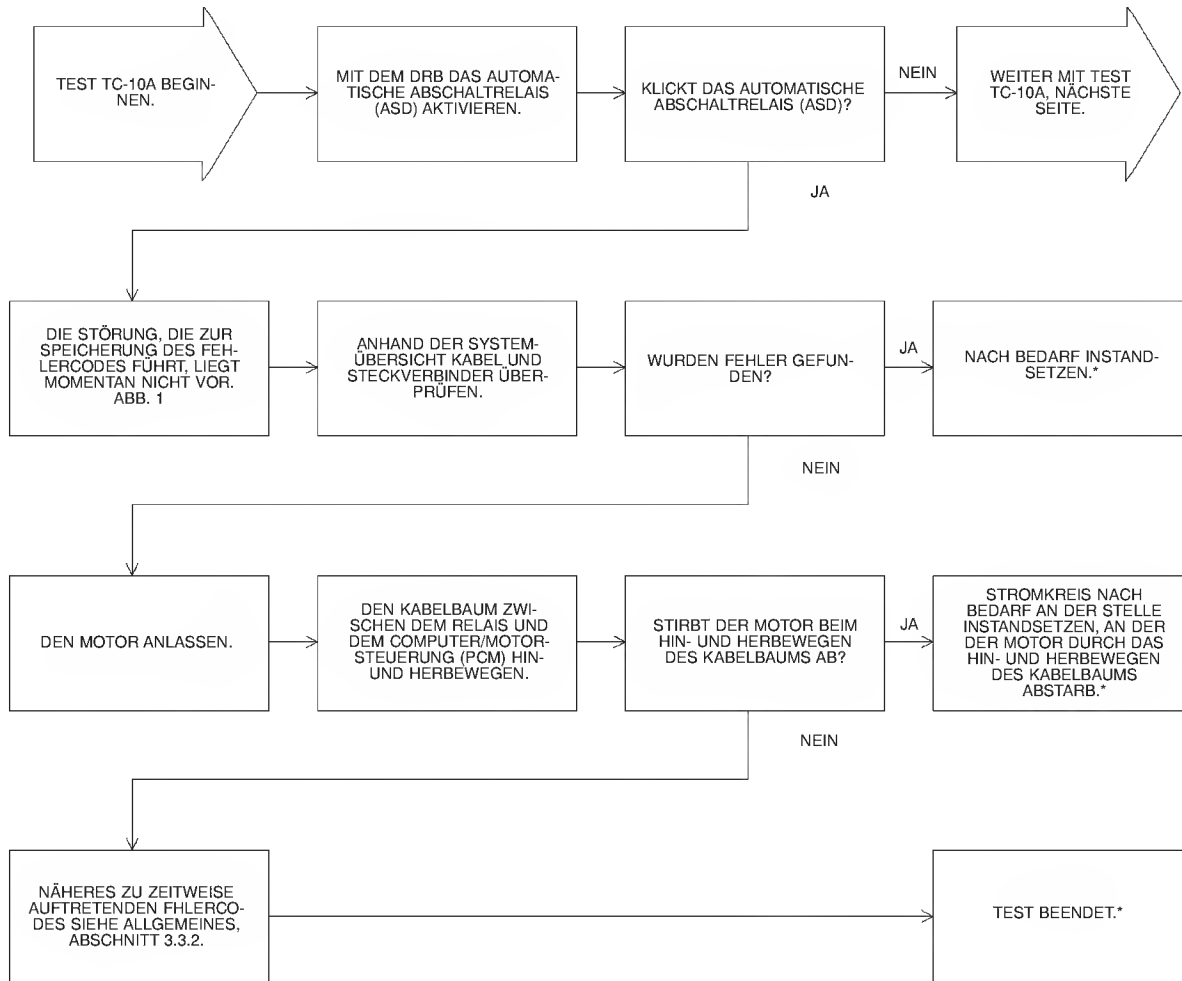 TEST TC-10A BEGIN-
NEN.
MIT DEM DRB DAS AUTOMA-
TISCHE ABSCHALTRELAIS
(ASD) AKTIVIEREN.
KLICKT DAS AUTOMATISCHE
ABSCHALTRELAIS (ASD)?
NEIN
WEITER MIT TEST
TC-10A, NÄCHSTE
SEITE.
JA
DIE STÖRUNG, DIE ZUR
SPEICHERUNG DES FEH-
LERCODES FÜHRT, LIEGT
MOMENTAN NICHT VOR.
ABB. 1
ANHAND DER SYSTEM-
ÜBERSICHT KABEL UND
STECKVERBINDER ÜBER-
PRÜFEN.
WURDEN FEHLER GEFUN-
DEN?
JA
NACH BEDARF INSTAND-
SETZEN.*
NEIN
DEN MOTOR ANLASSEN.
DEN KABELBAUM ZWI-
SCHEN DEM RELAIS UND
DEM COMPUTER/MOTOR-
STEUERUNG (PCM) HIN-
UND HERBEWEGEN.
STIRBT DER MOTOR BEIM
HIN- UND HERBEWEGEN
DES KABELBAUMS AB?
JA
STROMKREIS NACH
BEDARF AN DER STELLE
INSTANDSETZEN, AN DER
DER MOTOR DURCH DAS
HIN- UND HERBEWEGEN
DES KABELBAUMS
ABSTARB.*
NEIN
NÄHERES ZU ZEITWEISE
AUFTRETENDEN FHLERCO-
DES SIEHE ALLGEMEINES,
ABSCHNITT 3.3.2.
TEST BEENDET.*